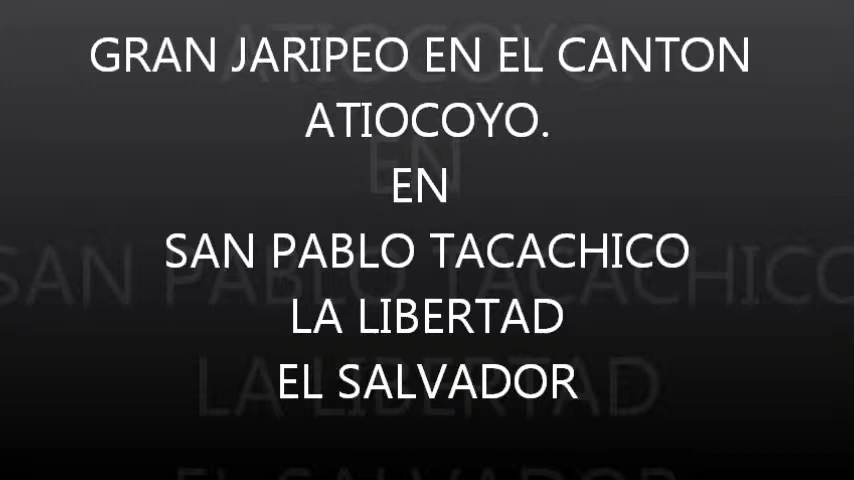 GRAN JARIPEO EN EL CANTON
ATIOCOYO.
EN
SAN PABLO TACACHICO
LA LIBERTAD
EL SALVADOR